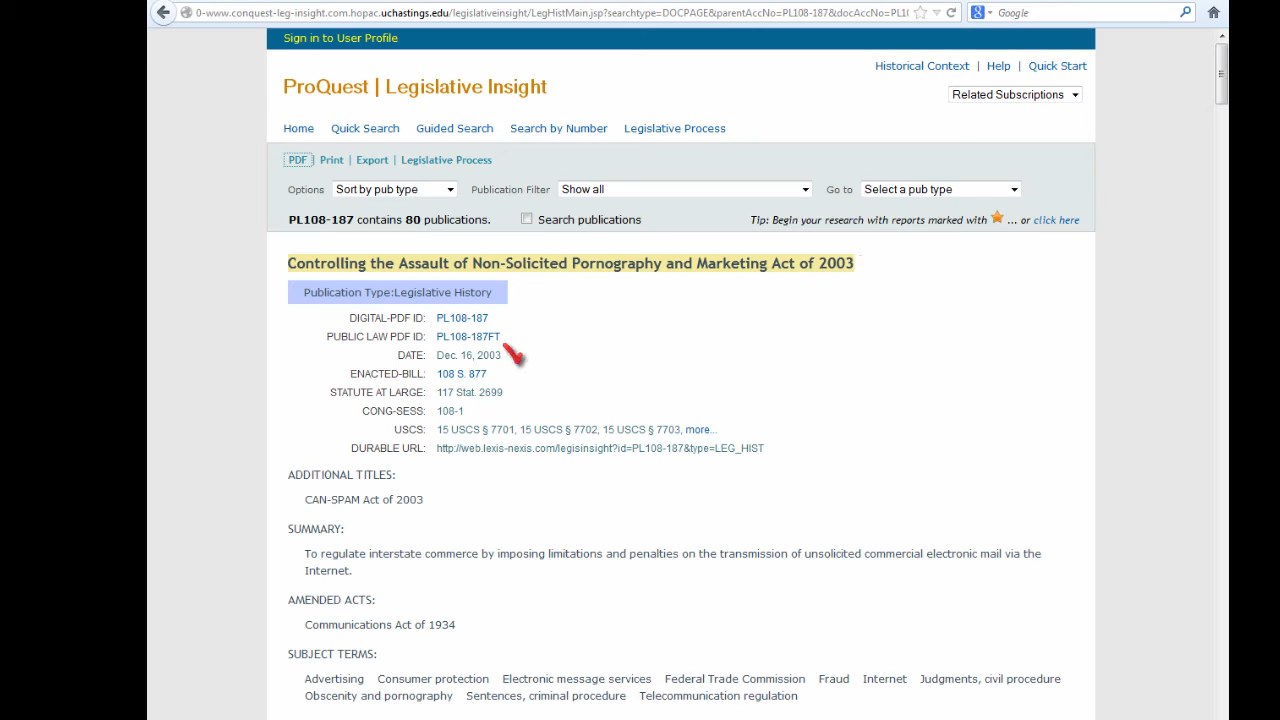 0-www.conquest-leg-insight.com.hopac.uchastings.edu/legislativeinsight/LegHistMain.jsp?searchtype=DOCPAGE&parentAccNo=PL108-187&docAccNo=PL1(
Google
Sign in to User Profile
Historical Context | Help | Quick Start
ProQuest | Legislative Insight
Related Subscriptions
Home Quick Search Guided Search Search by Number Legislative Process
PDF | Print | Export | Legislative Process
Options Sort by pub type Publication Filter Show all Go to Select a pub type
PL108-187 contains 80 publications. Search publications Tip: Begin your research with reports marked with ... or click here
Controlling the Assault of Non-Solicited Pornography and Marketing Act of 2003
Publication Type:Legislative History
DIGITAL-PDF ID: PL108-187
PUBLIC LAW PDF ID: PL108-187FT
DATE: Dec. 16, 2003
ENACTED-BILL: 108 S. 877
STATUTE AT LARGE: 117 Stat. 2699
CONG-SESS: 108-1
USCS: 15 USCS § 7701, 15 USCS § 7702, 15 USCS § 7703, more...
DURABLE URL: http://web.lexis-nexis.com/legisinsight?id=PL108-187&type=LEG_HIST
ADDITIONAL TITLES:
CAN-SPAM Act of 2003
SUMMARY:
To regulate interstate commerce by imposing limitations and penalties on the transmission of unsolicited commercial electronic mail via the
Internet.
AMENDED ACTS:
Communications Act of 1934
SUBJECT TERMS:
Advertising Consumer protection Electronic message services Federal Trade Commission Fraud Internet Judgments, civil procedure
Obscenity and pornography Sentences, criminal procedure Telecommunication regulation